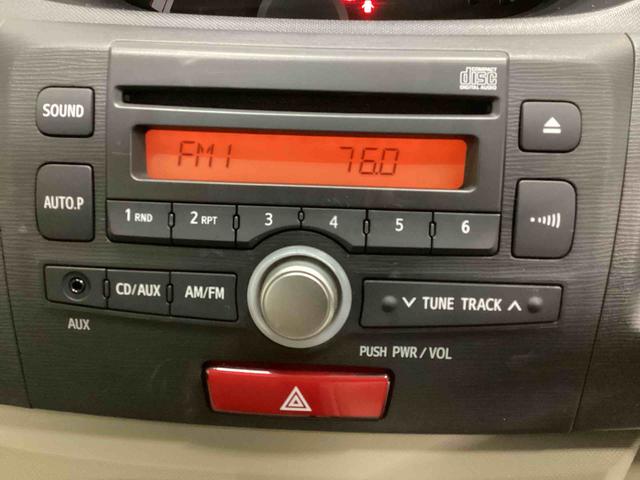 COMPACT
disc
DIGITAL AUDIO
SOUND
FM1 76.0
AUTO.P
1 RND 2 RPT 3 4 5 6
CD/AUX AM/FM
TUNE TRACK
AUX
PUSH PWR/VOL